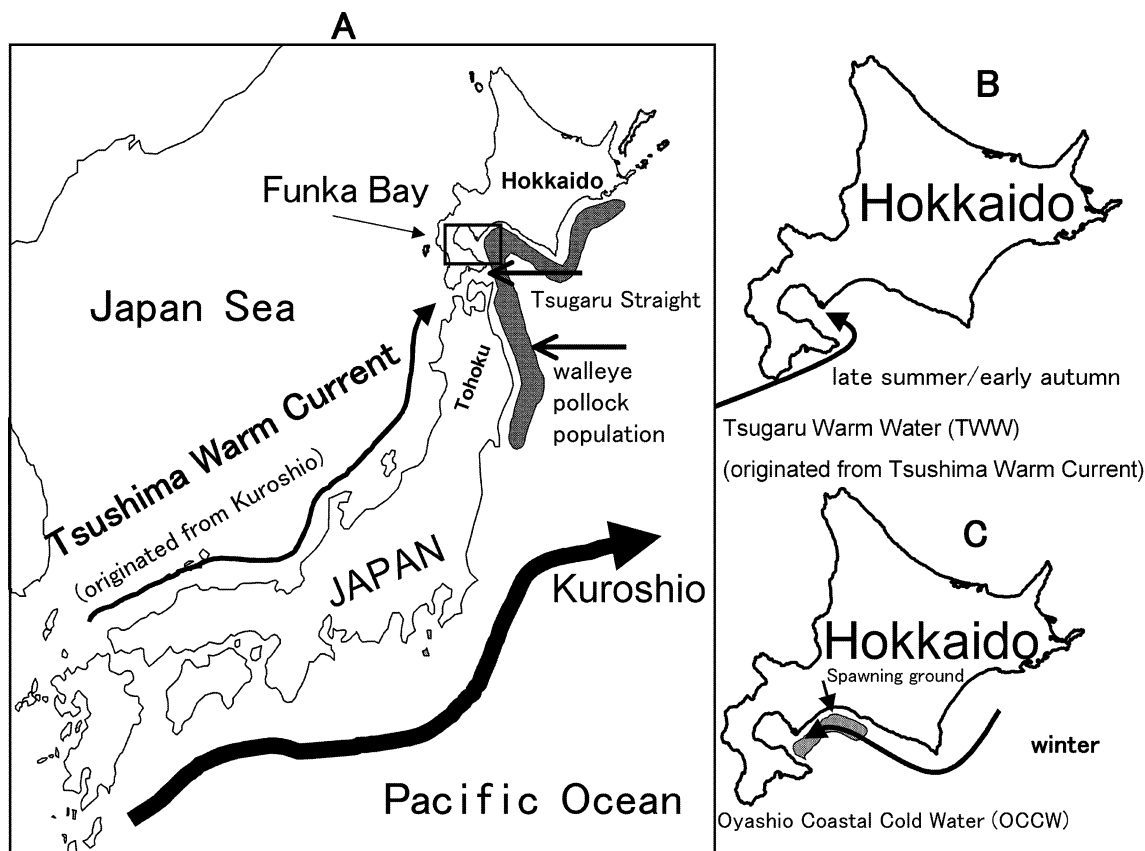 A
Funka Bay
Hokkaido
Japan Sea
Tsugaru Straight
Tohoku
walleye
pollock
population
Tsushima Warm Current
(originated from Kuroshio)
JAPAN
Kuroshio
Pacific Ocean
B
Hokkaido
late summer/early autumn
Tsugaru Warm Water (TWW)
(originated from Tsushima Warm Current)
C
Hokkaido
Spawning ground
winter
Oyashio Coastal Cold Water (OCCW)